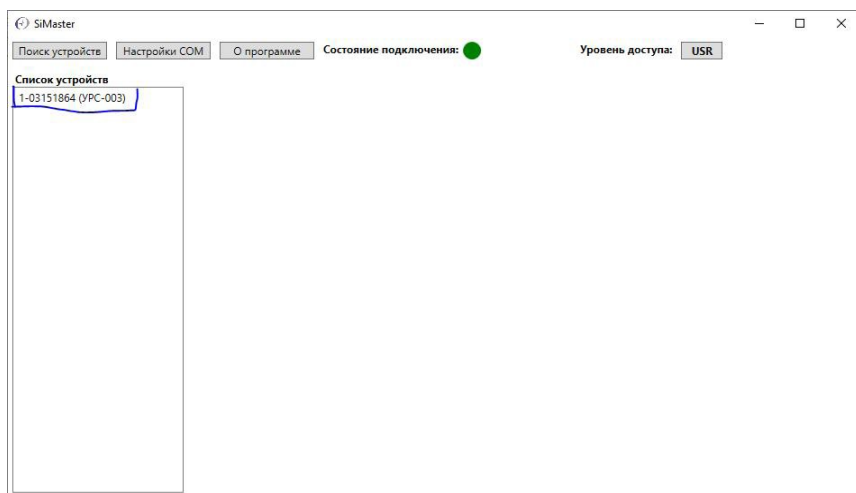 SiMaster
Поиск устройств Настройки COM О программе Состояние подключения: Уровень доступа: USR
Список устройств
1-03151864 (УРС-003)